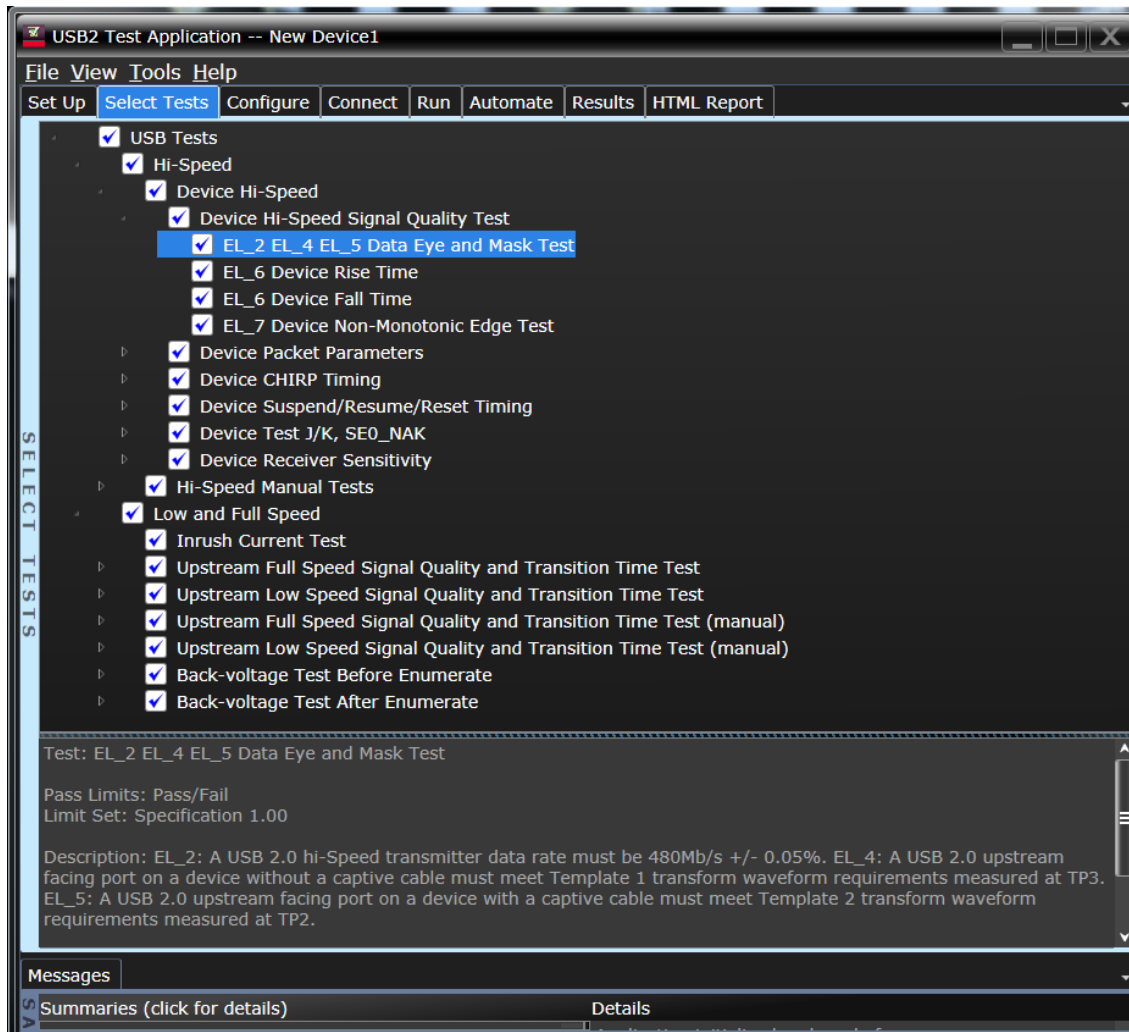 USB2 Test Application -- New Device1
File View Tools Help
Set Up Select Tests Configure Connect Run Automate Results HTML Report
USB Tests
Hi-Speed
Device Hi-Speed
Device Hi-Speed Signal Quality Test
EL_2 EL_4 EL_5 Data Eye and Mask Test
EL_6 Device Rise Time
EL_6 Device Fall Time
EL_7 Device Non-Monotonic Edge Test
Device Packet Parameters
Device CHIRP Timing
Device Suspend/Resume/Reset Timing
Device Test J/K, SE0_NAK
Device Receiver Sensitivity
Hi-Speed Manual Tests
Low and Full Speed
Inrush Current Test
Upstream Full Speed Signal Quality and Transition Time Test
Upstream Low Speed Signal Quality and Transition Time Test
Upstream Full Speed Signal Quality and Transition Time Test (manual)
Upstream Low Speed Signal Quality and Transition Time Test (manual)
Back-voltage Test Before Enumerate
Back-voltage Test After Enumerate
SELECT TESTS
Test: EL_2 EL_4 EL_5 Data Eye and Mask Test
Pass Limits: Pass/Fail
Limit Set: Specification 1.00
Description: EL_2: A USB 2.0 hi-Speed transmitter data rate must be 480Mb/s +/- 0.05%. EL_4: A USB 2.0 upstream
facing port on a device without a captive cable must meet Template 1 transform waveform requirements measured at TP3.
EL_5: A USB 2.0 upstream facing port on a device with a captive cable must meet Template 2 transform waveform
requirements measured at TP2.
Messages
Summaries (click for details) Details